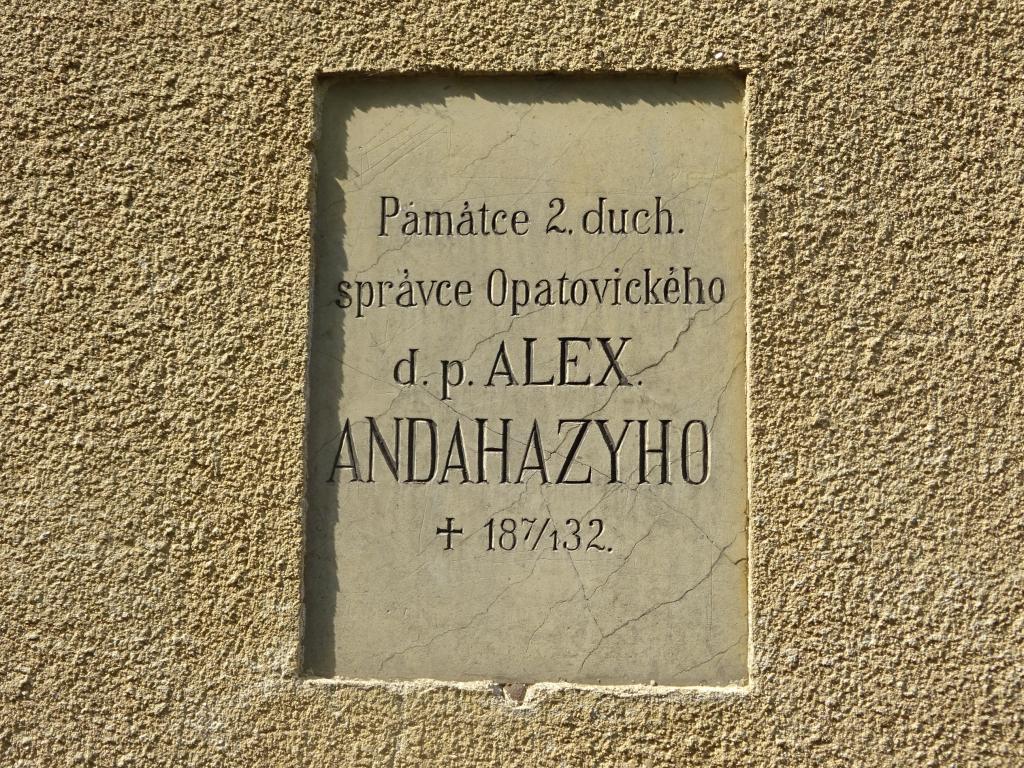 Památce 2. duch.
správce Opatovického
d. p. ALEX.
ANDAHAZYHO
+ 187/132.